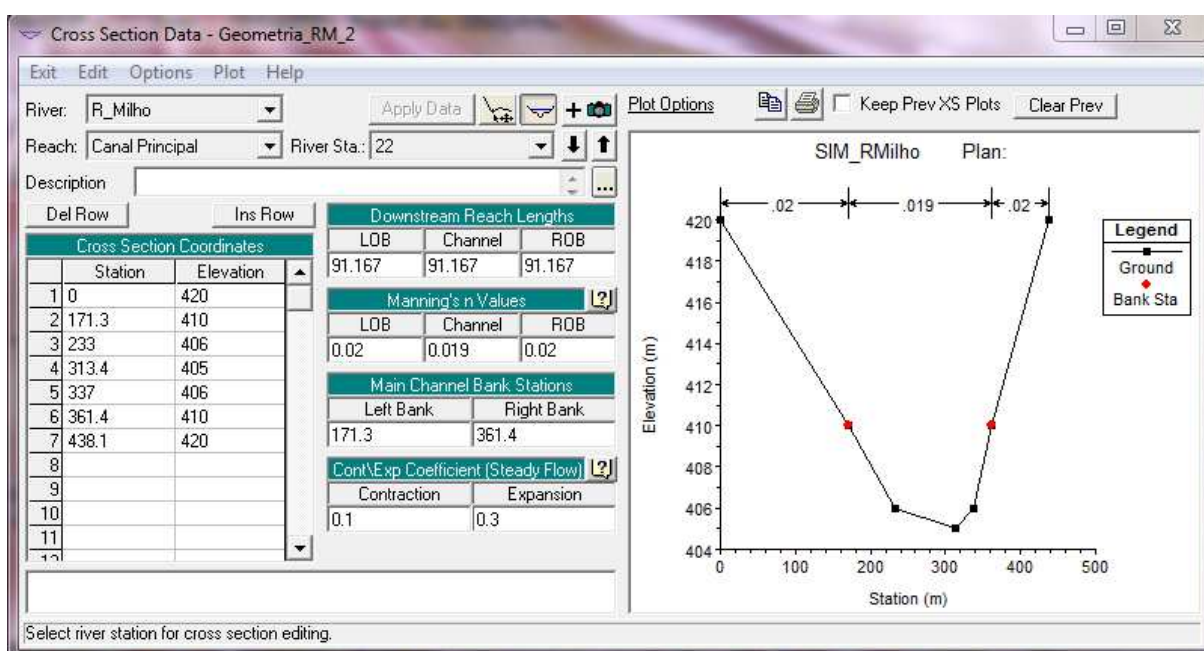 Cross Section Data - Geometria_RM_2
Exit Edit Options Plot Help
River: R_Milho Apply Data
Reach: Canal Principal River Sta.: 22
Description ...
Del Row Ins Row
Cross Section Coordinates
Station Elevation
1 0 420
2 171.3 410
3 233 406
4 313.4 405
5 337 406
6 361.4 410
7 438.1 420
8
9
10
11
12
Downstream Reach Lengths
LOB Channel ROB
91.167 91.167 91.167
Manning's n Values
LOB Channel ROB
0.02 0.019 0.02
Main Channel Bank Stations
Left Bank Right Bank
171.3 361.4
Cont\Exp Coefficient (Steady Flow)
Contraction Expansion
0.1 0.3
Plot Options Keep Prev XS Plots Clear Prev
SIM_RMilho Plan:
.02 .019 .02
420
418
416
414
412
410
408
406
404
Elevation (m)
0 100 200 300 400 500
Station (m)
Legend
Ground
Bank Sta
Select river station for cross section editing.